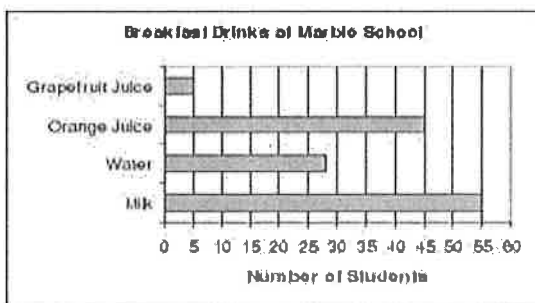 Breakfast Drinks of Marble School
Grapefruit Juice
Orange Juice
Water
Milk
0 5 10 15 20 25 30 35 40 45 50 55 60
Number of Students